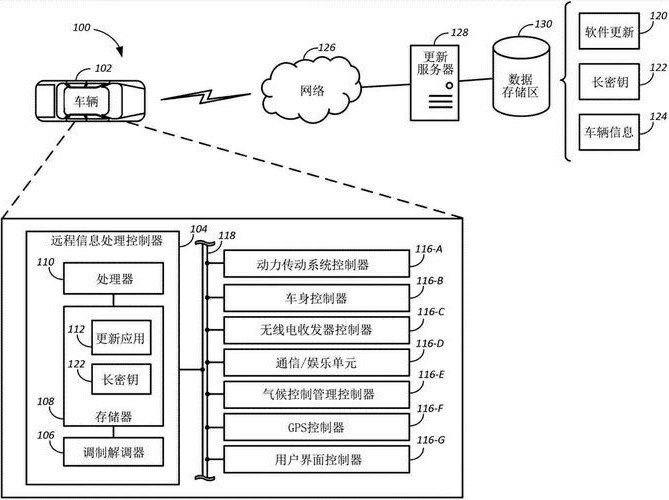 100
102
车辆
126
网络
128
更新
服务器
130
数据
存储区
软件更新
120
长密钥
122
车辆信息
124
远程信息处理控制器
104
118
110
处理器
112
更新应用
122
长密钥
108
存储器
106
调制解调器
116-A
动力传动系统控制器
116-B
车身控制器
116-C
无线电收发器控制器
116-D
通信/娱乐单元
116-E
气候控制管理控制器
116-F
GPS控制器
116-G
用户界面控制器